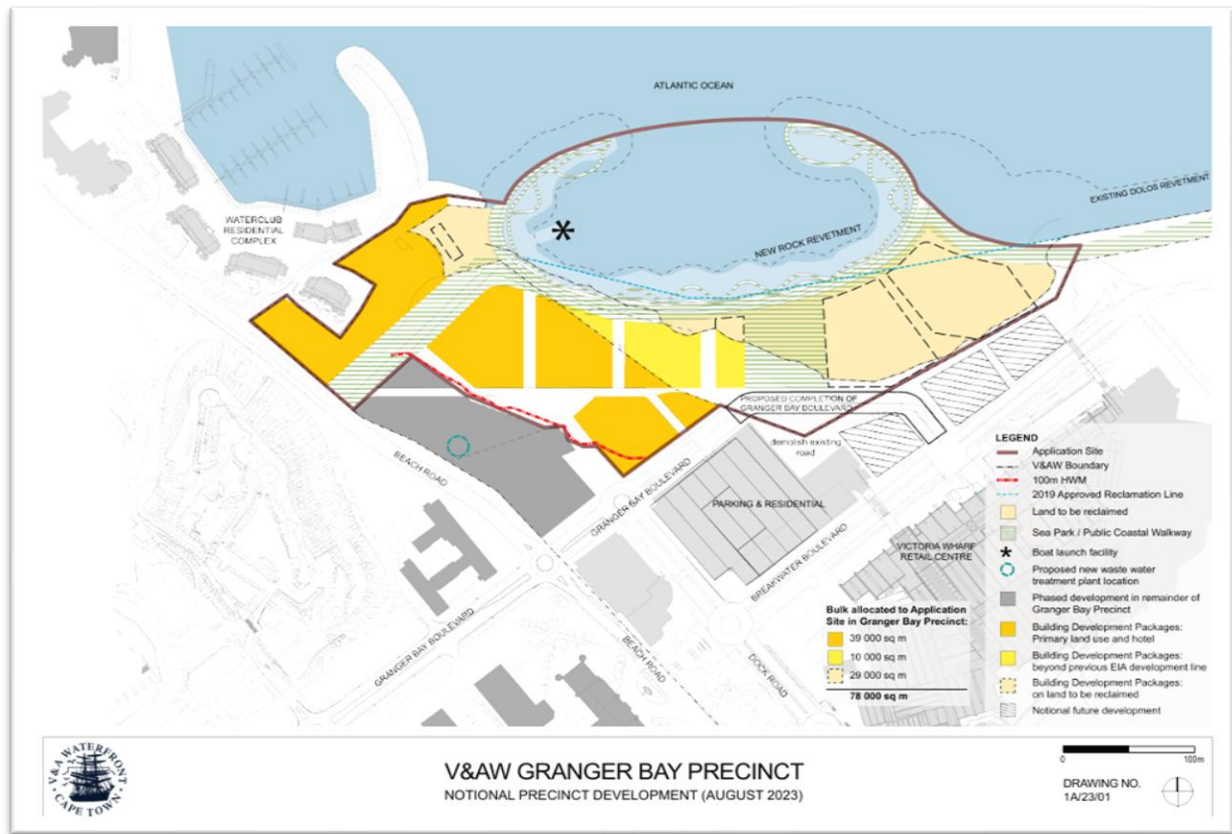 ATLANTIC OCEAN
EXISTING DOLOS REVETMENT
WATERCLUB
RESIDENTIAL
COMPLEX
*
NEW ROCK REVETMENT
PROPOSED COMPLETION OF
GRANGER BAY BOULEVARD
demolish existing
road
BEACH ROAD
GRANGER BAY BOULEVARD
PARKING & RESIDENTIAL
BREAKWATER BOULEVARD
VICTORIA WHARF
RETAIL CENTRE
GRANGER BAY BOULEVARD
BEACH ROAD
DOCK ROAD
LEGEND
Application Site
V&AW Boundary
100m HWM
2019 Approved Reclamation Line
Land to be reclaimed
Sea Park / Public Coastal Walkway
* Boat launch facility
Proposed new waste water
treatment plant location
Phased development in remainder of
Granger Bay Precinct
Building Development Packages:
Primary land use and hotel
Building Development Packages:
beyond previous EIA development line
Building Development Packages:
on land to be reclaimed
Notional future development
Bulk allocated to Application
Site in Granger Bay Precinct:
39 000 sq m
10 000 sq m
29 000 sq m
78 000 sq m
V&A WATERFRONT
CAPE TOWN
V&AW GRANGER BAY PRECINCT
NOTIONAL PRECINCT DEVELOPMENT (AUGUST 2023)
0 100m
DRAWING NO.
1A/23/01